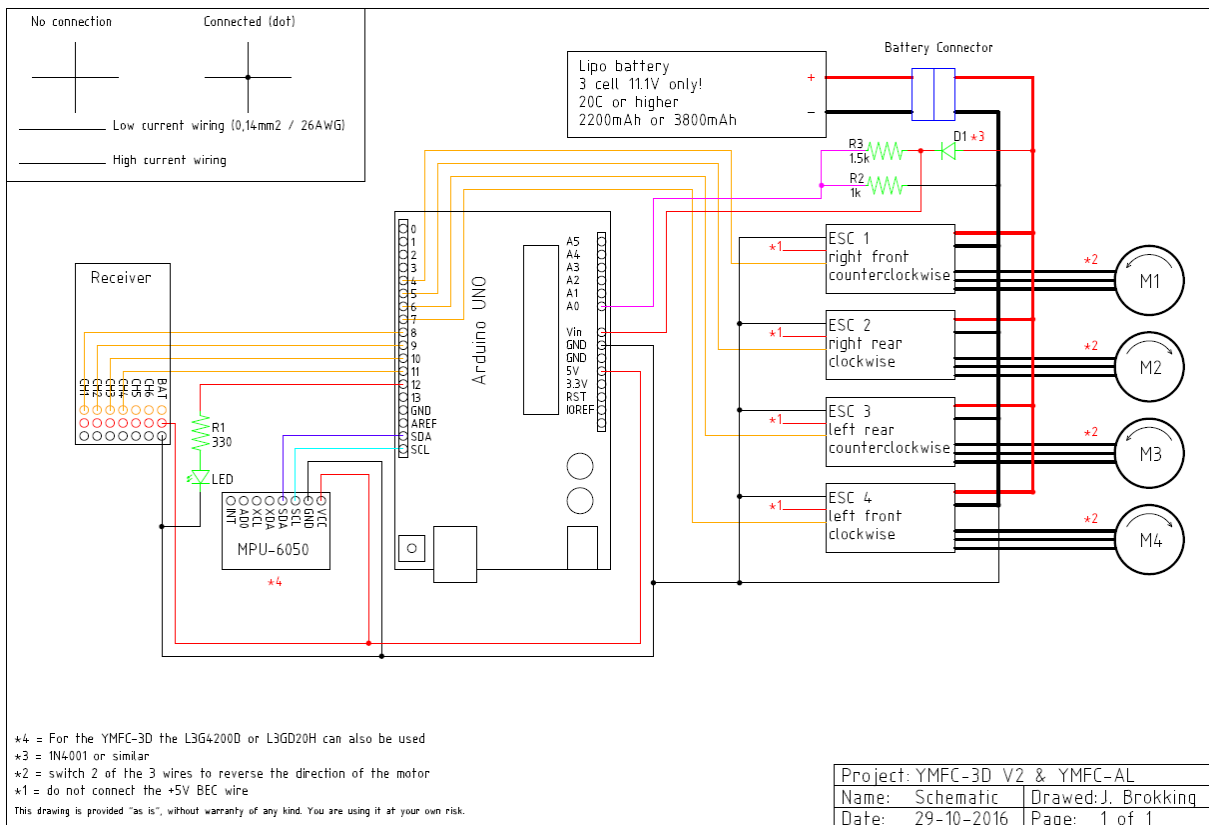 No connection
Connected (dot)
Low current wiring (0,14mm2 / 26AWG)
High current wiring
Lipo battery
3 cell 11.1V only!
20C or higher
2200mAh or 3800mAh
+
−
Battery Connector
R3
1.5k
D1 *3
R2
1k
Receiver
CH1
CH2
CH3
CH4
CH5
CH6
BAT
R1
330
LED
INT
AD0
XCL
XDA
SDA
SCL
GND
VCC
MPU-6050
*4
Arduino UNO
0
1
2
3
4
5
6
7
8
9
10
11
12
13
GND
AREF
SDA
SCL
A5
A4
A3
A2
A1
A0
Vin
GND
GND
5V
3.3V
RST
IOREF
*1
ESC 1
right front
counterclockwise
*2
M1
*1
ESC 2
right rear
clockwise
*2
M2
*1
ESC 3
left rear
counterclockwise
*2
M3
*1
ESC 4
left front
clockwise
*2
M4
*4 = For the YMFC-3D the L3G4200D or L3GD20H can also be used
*3 = 1N4001 or similar
*2 = switch 2 of the 3 wires to reverse the direction of the motor
*1 = do not connect the +5V BEC wire
This drawing is provided "as is", without warranty of any kind. You are using it at your own risk.
Project: YMFC-3D V2 & YMFC-AL
Name: Schematic Drawed: J. Brokking
Date: 29-10-2016 Page: 1 of 1